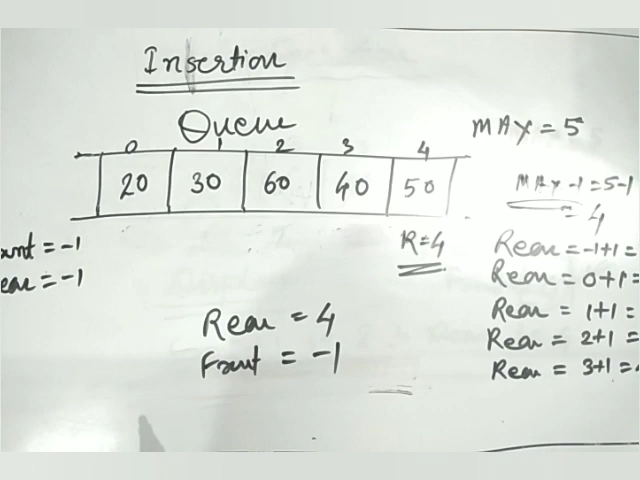 Insertion
Queue
MAX = 5
0 1 2 3 4
20 30 60 40 50
MAX -1 = 5-1
= 4
= -1
= -1
R=4
Rear = -1+1 =
Rear = 0+1 =
Rear = 1+1 =
Rear = 2+1 =
Rear = 3+1 =
Rear = 4
Front = -1